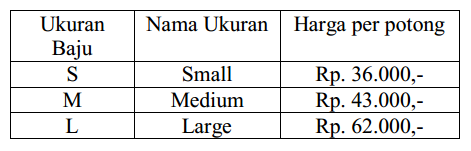 Ukuran Baju Nama Ukuran Harga per potong
S Small Rp. 36.000,-
M Medium Rp. 43.000,-
L Large Rp. 62.000,-